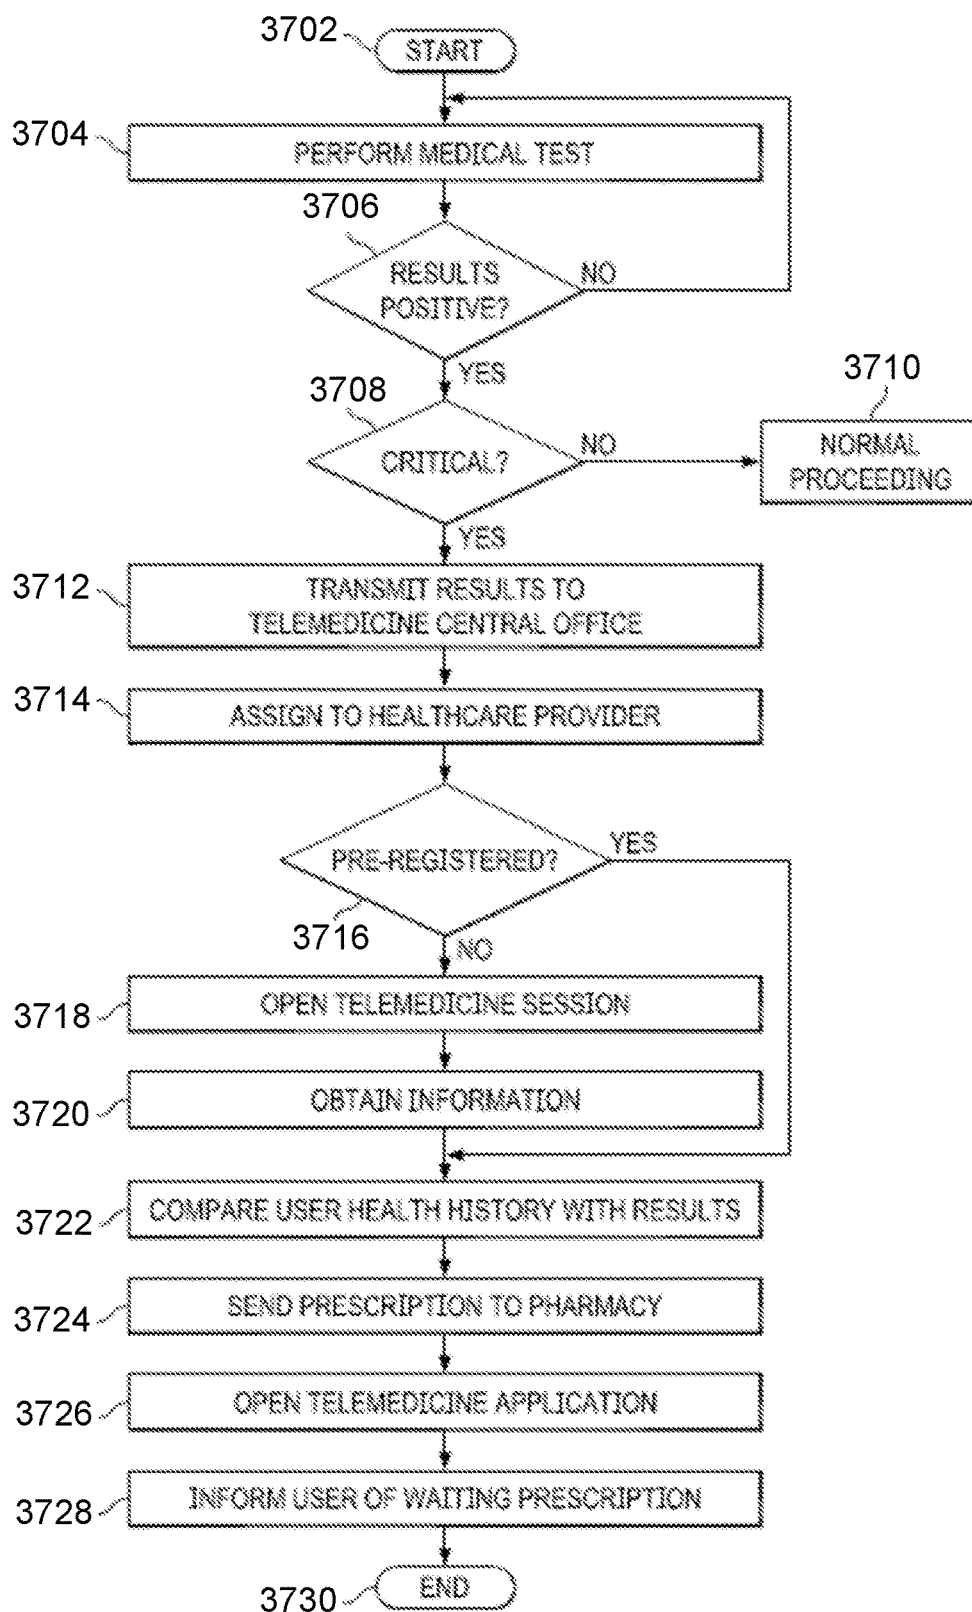 3702
START
3704
PERFORM MEDICAL TEST
3706
RESULTS
POSITIVE?
NO
YES
3708
CRITICAL?
NO
3710
NORMAL
PROCEEDING
YES
3712
TRANSMIT RESULTS TO
TELEMEDICINE CENTRAL OFFICE
3714
ASSIGN TO HEALTHCARE PROVIDER
PRE-REGISTERED?
YES
3716
NO
3718
OPEN TELEMEDICINE SESSION
3720
OBTAIN INFORMATION
3722
COMPARE USER HEALTH HISTORY WITH RESULTS
3724
SEND PRESCRIPTION TO PHARMACY
3726
OPEN TELEMEDICINE APPLICATION
3728
INFORM USER OF WAITING PRESCRIPTION
3730
END